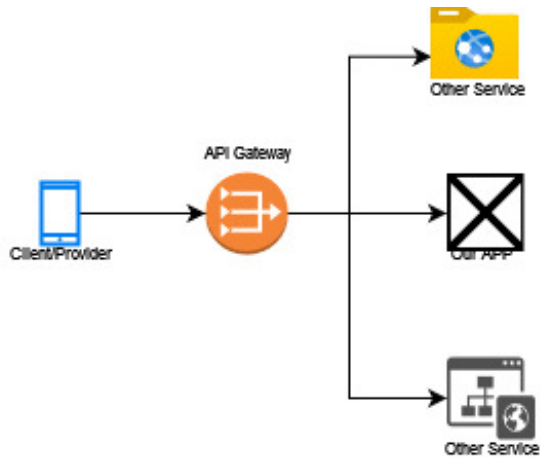 Other Service
API Gateway
Client/Provider
Our APP
Other Service